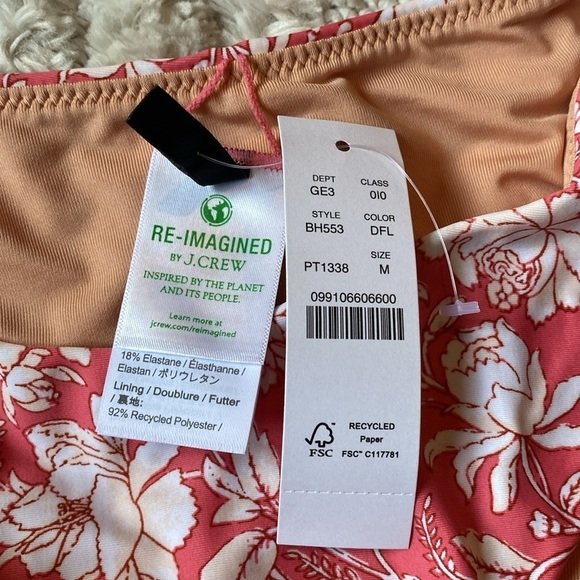 RE-IMAGINED
BY J.CREW
INSPIRED BY THE PLANET
AND ITS PEOPLE.
Learn more at
jcrew.com/reimagined
18% Elastane / Élasthanne /
Elastan / ポリウレタン
Lining / Doublure / Futter
/ 裏地:
92% Recycled Polyester /
DEPT CLASS
GE3 0I0
STYLE COLOR
BH553 DFL
SIZE
PT1338 M
099106606600
FSC
RECYCLED
Paper
FSC™ C117781